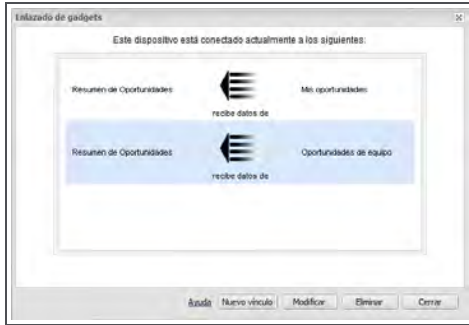 Enlazado de gadgets
Este dispositivo está conectado actualmente a los siguientes:
Resumen de Oportunidades
Mis oportunidades
recibe datos de
Resumen de Oportunidades
Oportunidades de equipo
recibe datos de
Ayuda Nuevo vínculo Modificar Eliminar Cerrar